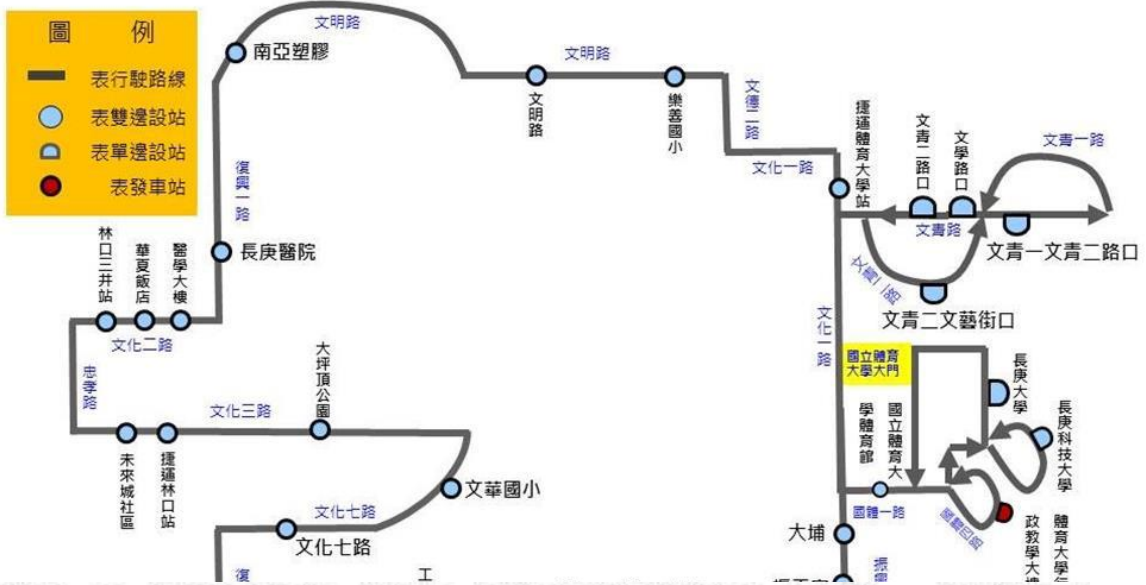 圖 例
表行駛路線
表雙邊設站
表單邊設站
表發車站
文明路
南亞塑膠
文明路
文明路
樂善國小
文德二路
文化一路
捷運體育大學站
文青二路口
文學路口
文青一路
文青路
文青一文青二路口
文青二路
文青二文藝街口
復興一路
長庚醫院
林口三井站
華夏飯店
醫學大樓
文化二路
忠孝路
文化三路
大坪頂公園
未來城社區
捷運林口站
文華國小
文化七路
文化七路
復
工
文化一路
國立體育
大學大門
國立體育大
學體育館
長庚大學
長庚科技大學
國體一路
體育大學行
政教學大樓
大埔
振興